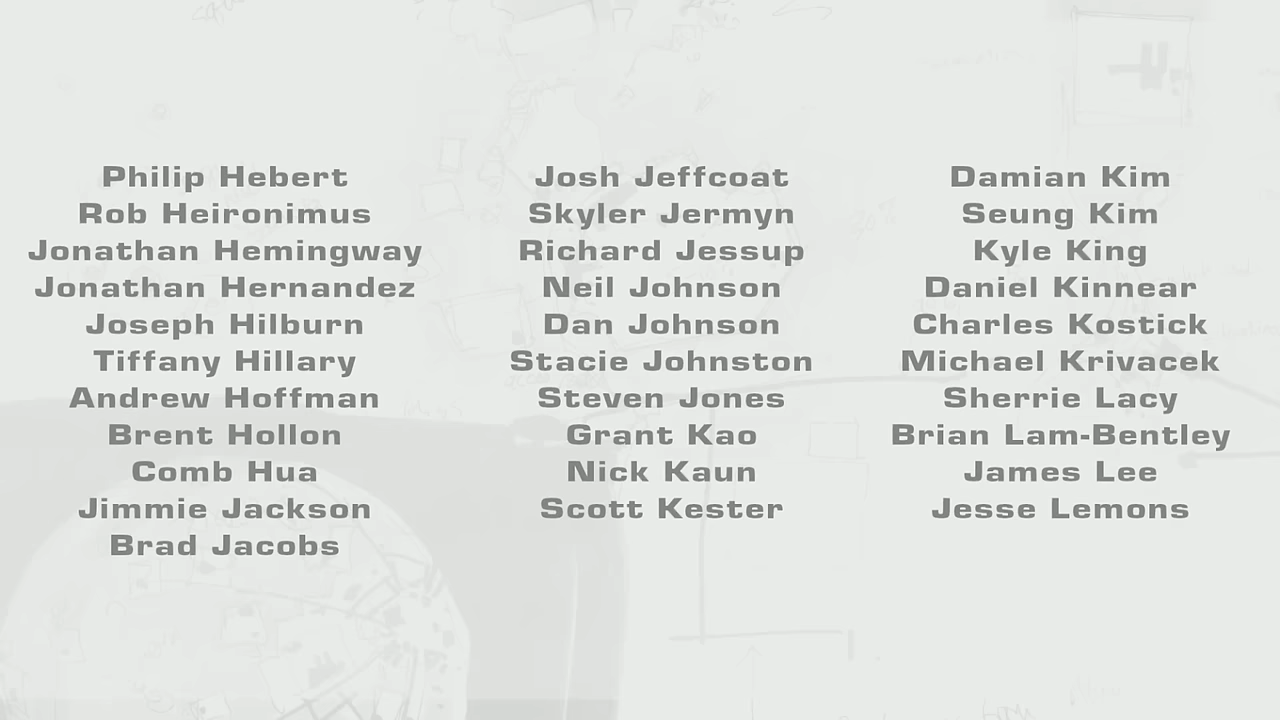 Philip Hebert
Rob Heironimus
Jonathan Hemingway
Jonathan Hernandez
Joseph Hilburn
Tiffany Hillary
Andrew Hoffman
Brent Hollon
Comb Hua
Jimmie Jackson
Brad Jacobs
Josh Jeffcoat
Skyler Jermyn
Richard Jessup
Neil Johnson
Dan Johnson
Stacie Johnston
Steven Jones
Grant Kao
Nick Kaun
Scott Kester
Damian Kim
Seung Kim
Kyle King
Daniel Kinnear
Charles Kostick
Michael Krivacek
Sherrie Lacy
Brian Lam-Bentley
James Lee
Jesse Lemons